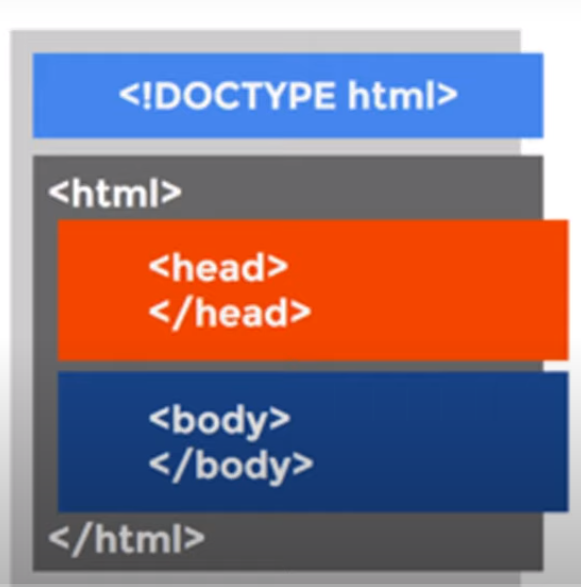 <!DOCTYPE html>
<html>
<head>
</head>
<body>
</body>
</html>